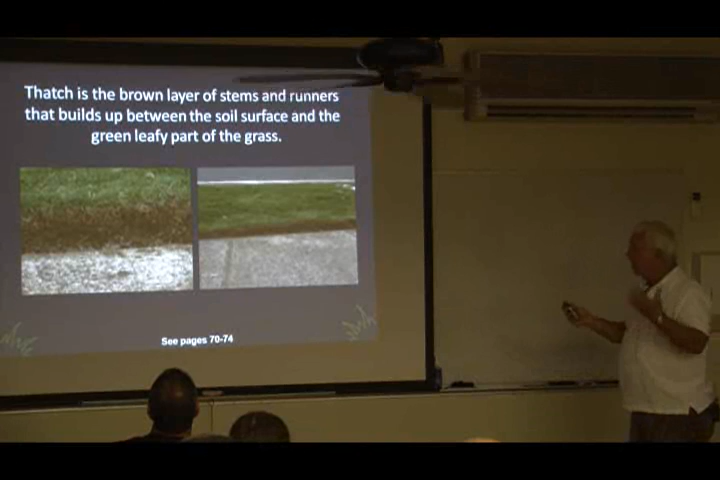 Thatch is the brown layer of stems and runners
that builds up between the soil surface and the
green leafy part of the grass.
See pages 70-74